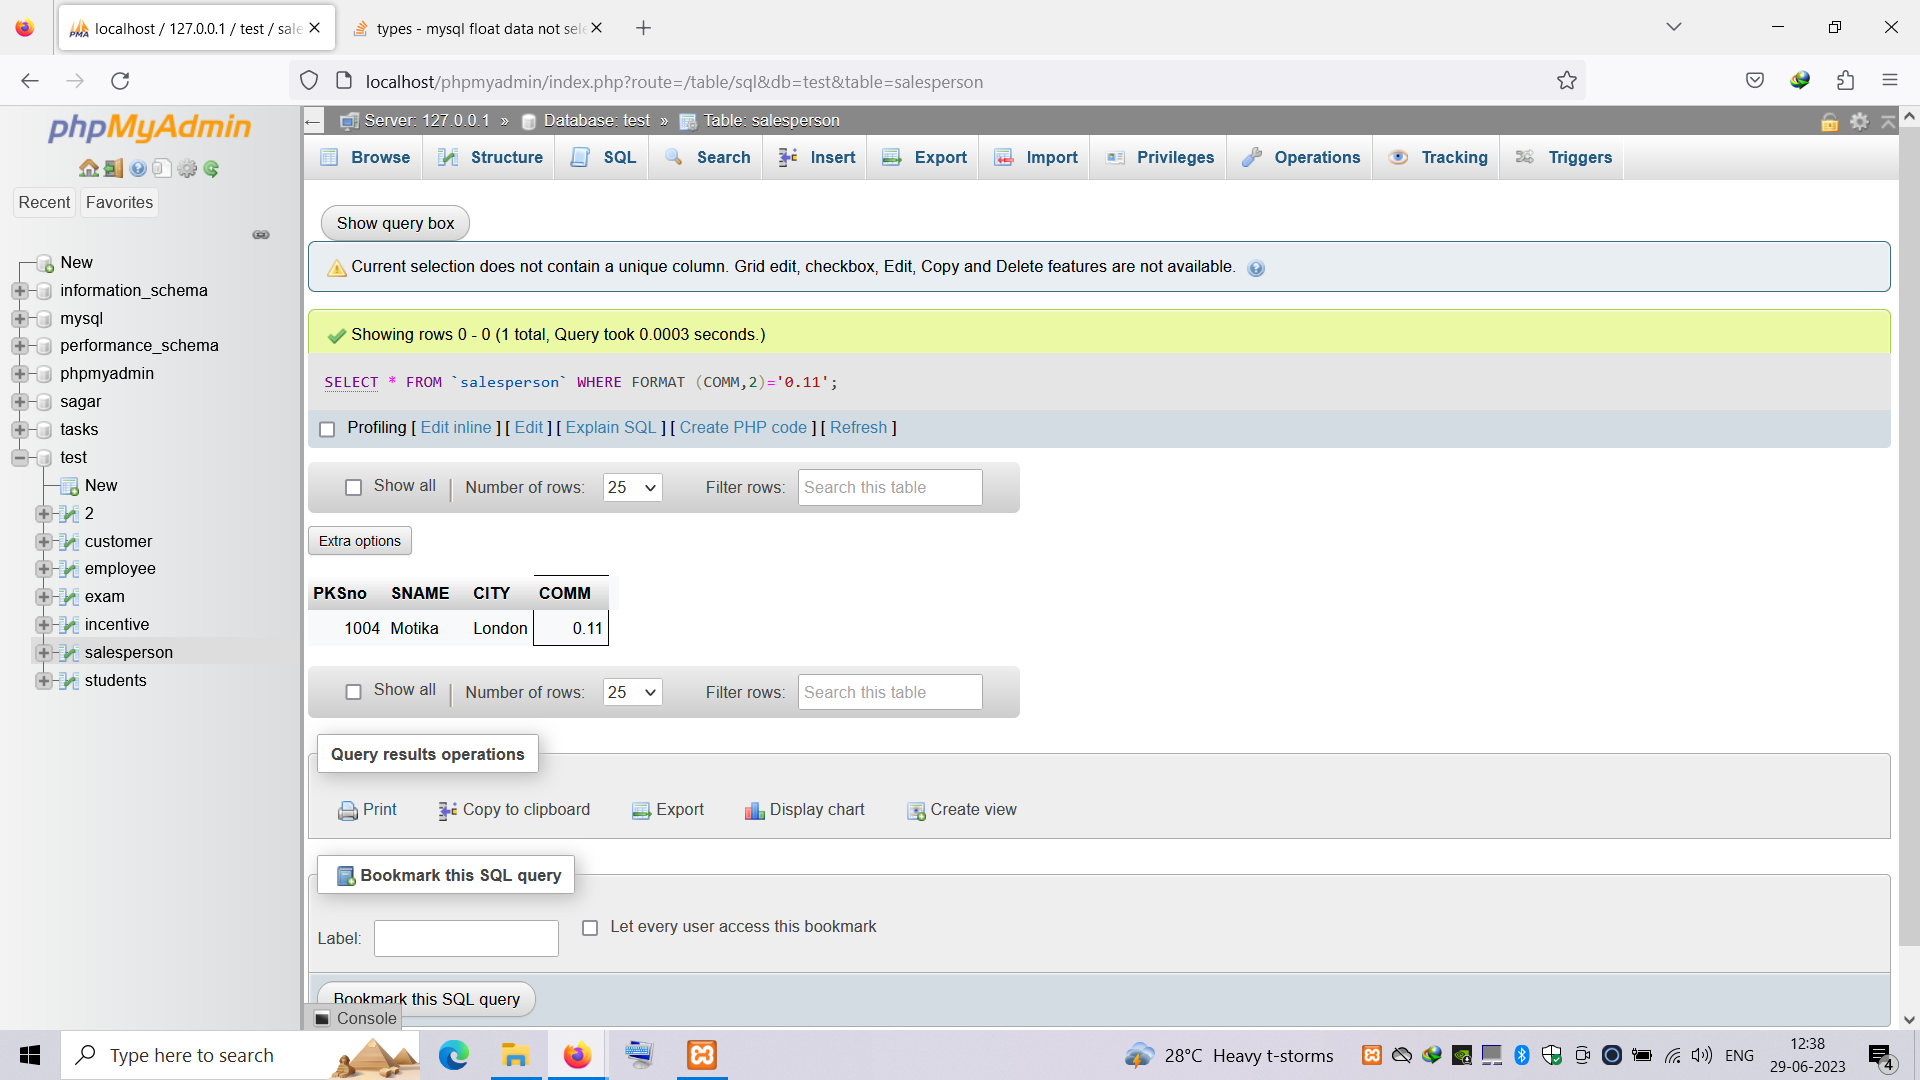 localhost / 127.0.0.1 / test / sale
types - mysql float data not sele
localhost/phpmyadmin/index.php?route=/table/sql&db=test&table=salesperson
phpMyAdmin
Recent
Favorites
New
information_schema
mysql
performance_schema
phpmyadmin
sagar
tasks
test
New
2
customer
employee
exam
incentive
salesperson
students
Server: 127.0.0.1 » Database: test » Table: salesperson
Browse Structure SQL Search Insert Export Import Privileges Operations Tracking Triggers
Show query box
Current selection does not contain a unique column. Grid edit, checkbox, Edit, Copy and Delete features are not available.
Showing rows 0 - 0 (1 total, Query took 0.0003 seconds.)
SELECT * FROM `salesperson` WHERE FORMAT (COMM,2)='0.11';
Profiling [ Edit inline ] [ Edit ] [ Explain SQL ] [ Create PHP code ] [ Refresh ]
Show all | Number of rows: 25 Filter rows: Search this table
Extra options
PKSno SNAME CITY COMM
1004 Motika London 0.11
Show all | Number of rows: 25 Filter rows: Search this table
Query results operations
Print Copy to clipboard Export Display chart Create view
Bookmark this SQL query
Label: Let every user access this bookmark
Bookmark this SQL query
Console
Type here to search
28°C Heavy t-storms
ENG
12:38
29-06-2023
4